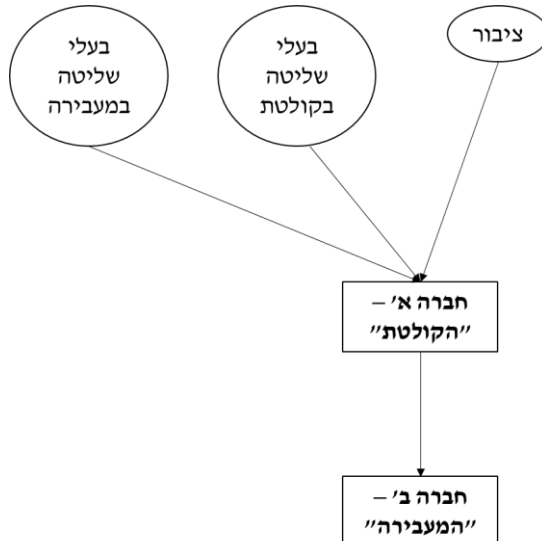 ציבור
בעלי
שליטה
בקולטת
בעלי
שליטה
במעבירה
חברה א' –
"הקולטת"
חברה ב' –
"המעבירה"